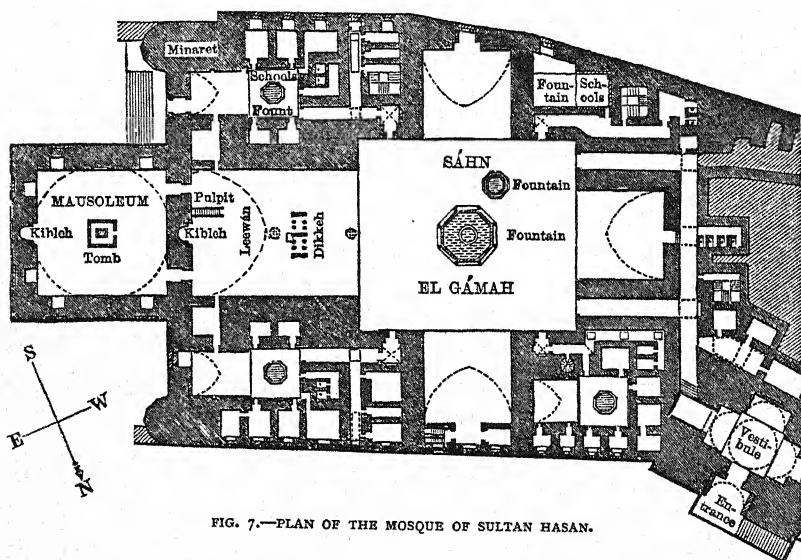 Minaret
Schools
Fount
Foun-
tain
Sch-
ools
SÁHN
Fountain
MAUSOLEUM
Pulpit
Kibleh
Kibleh
Leewán
Dikkeh
Fountain
Tomb
EL GÁMAH
S
W
E
N
Vesti-
bule
En-
trance
FIG. 7.—PLAN OF THE MOSQUE OF SULTAN HASAN.